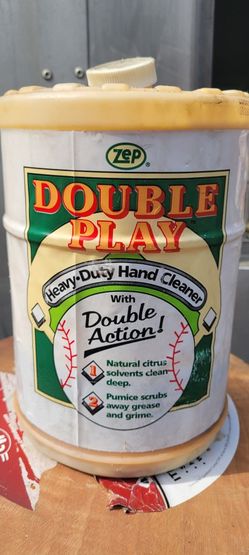 ZEP®
DOUBLE
PLAY
Heavy-Duty Hand Cleaner
With
Double
Action!
1 Natural citrus
solvents clean
deep.
2 Pumice scrubs
away grease
and grime.